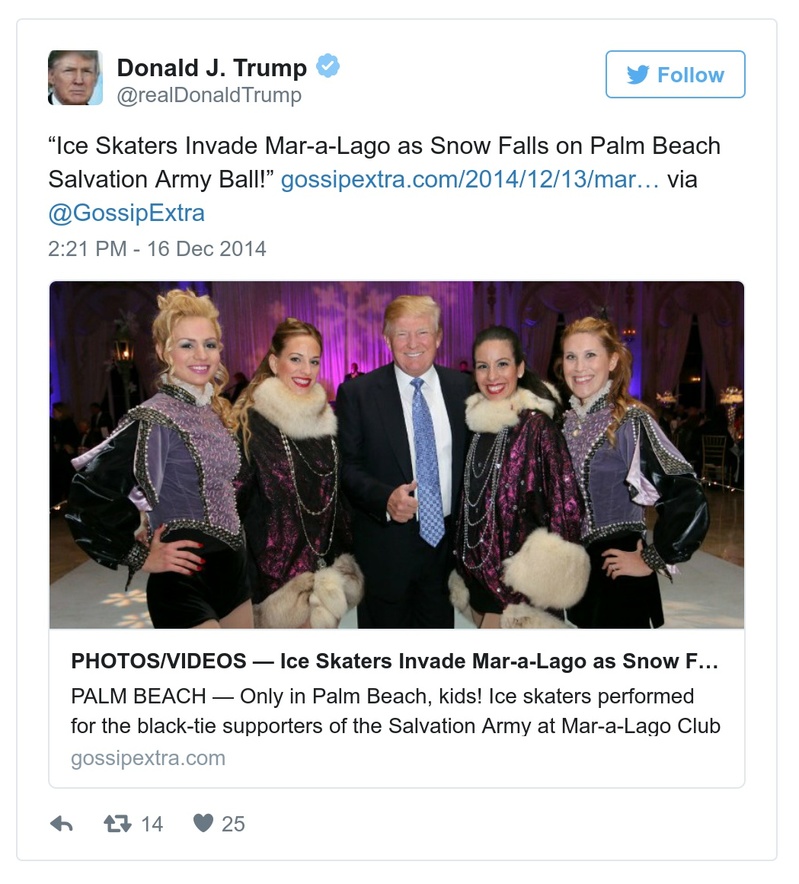 Donald J. Trump
@realDonaldTrump
Follow
“Ice Skaters Invade Mar-a-Lago as Snow Falls on Palm Beach
Salvation Army Ball!” gossipextra.com/2014/12/13/mar… via
@GossipExtra
2:21 PM - 16 Dec 2014
PHOTOS/VIDEOS — Ice Skaters Invade Mar-a-Lago as Snow F…
PALM BEACH — Only in Palm Beach, kids! Ice skaters performed
for the black-tie supporters of the Salvation Army at Mar-a-Lago Club
gossipextra.com
14 25